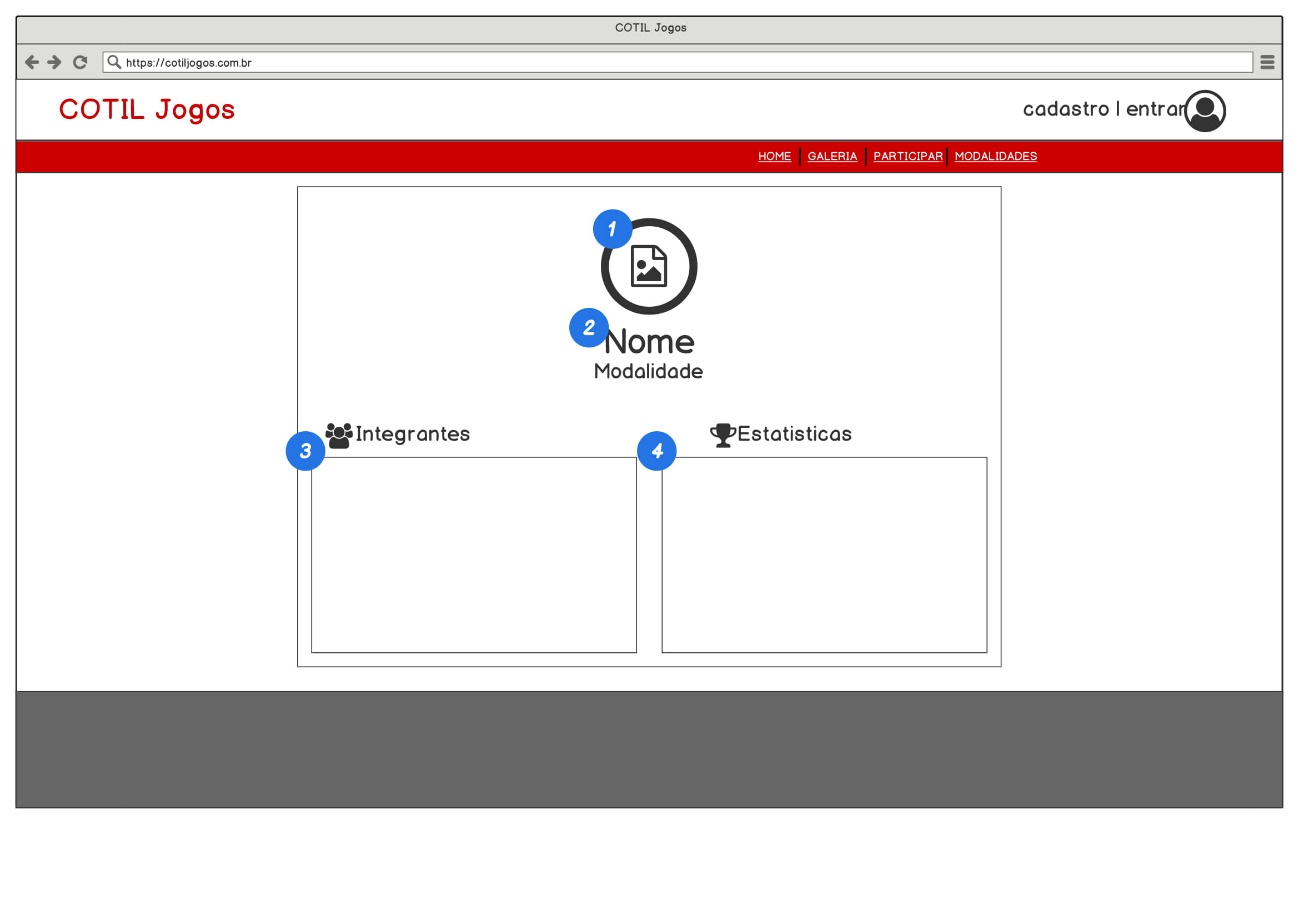 COTIL Jogos
https://cotiljogos.com.br
COTIL Jogos
cadastro | entrar
HOME | GALERIA | PARTICIPAR | MODALIDADES
1
2
Nome
Modalidade
Integrantes
Estatisticas
3
4